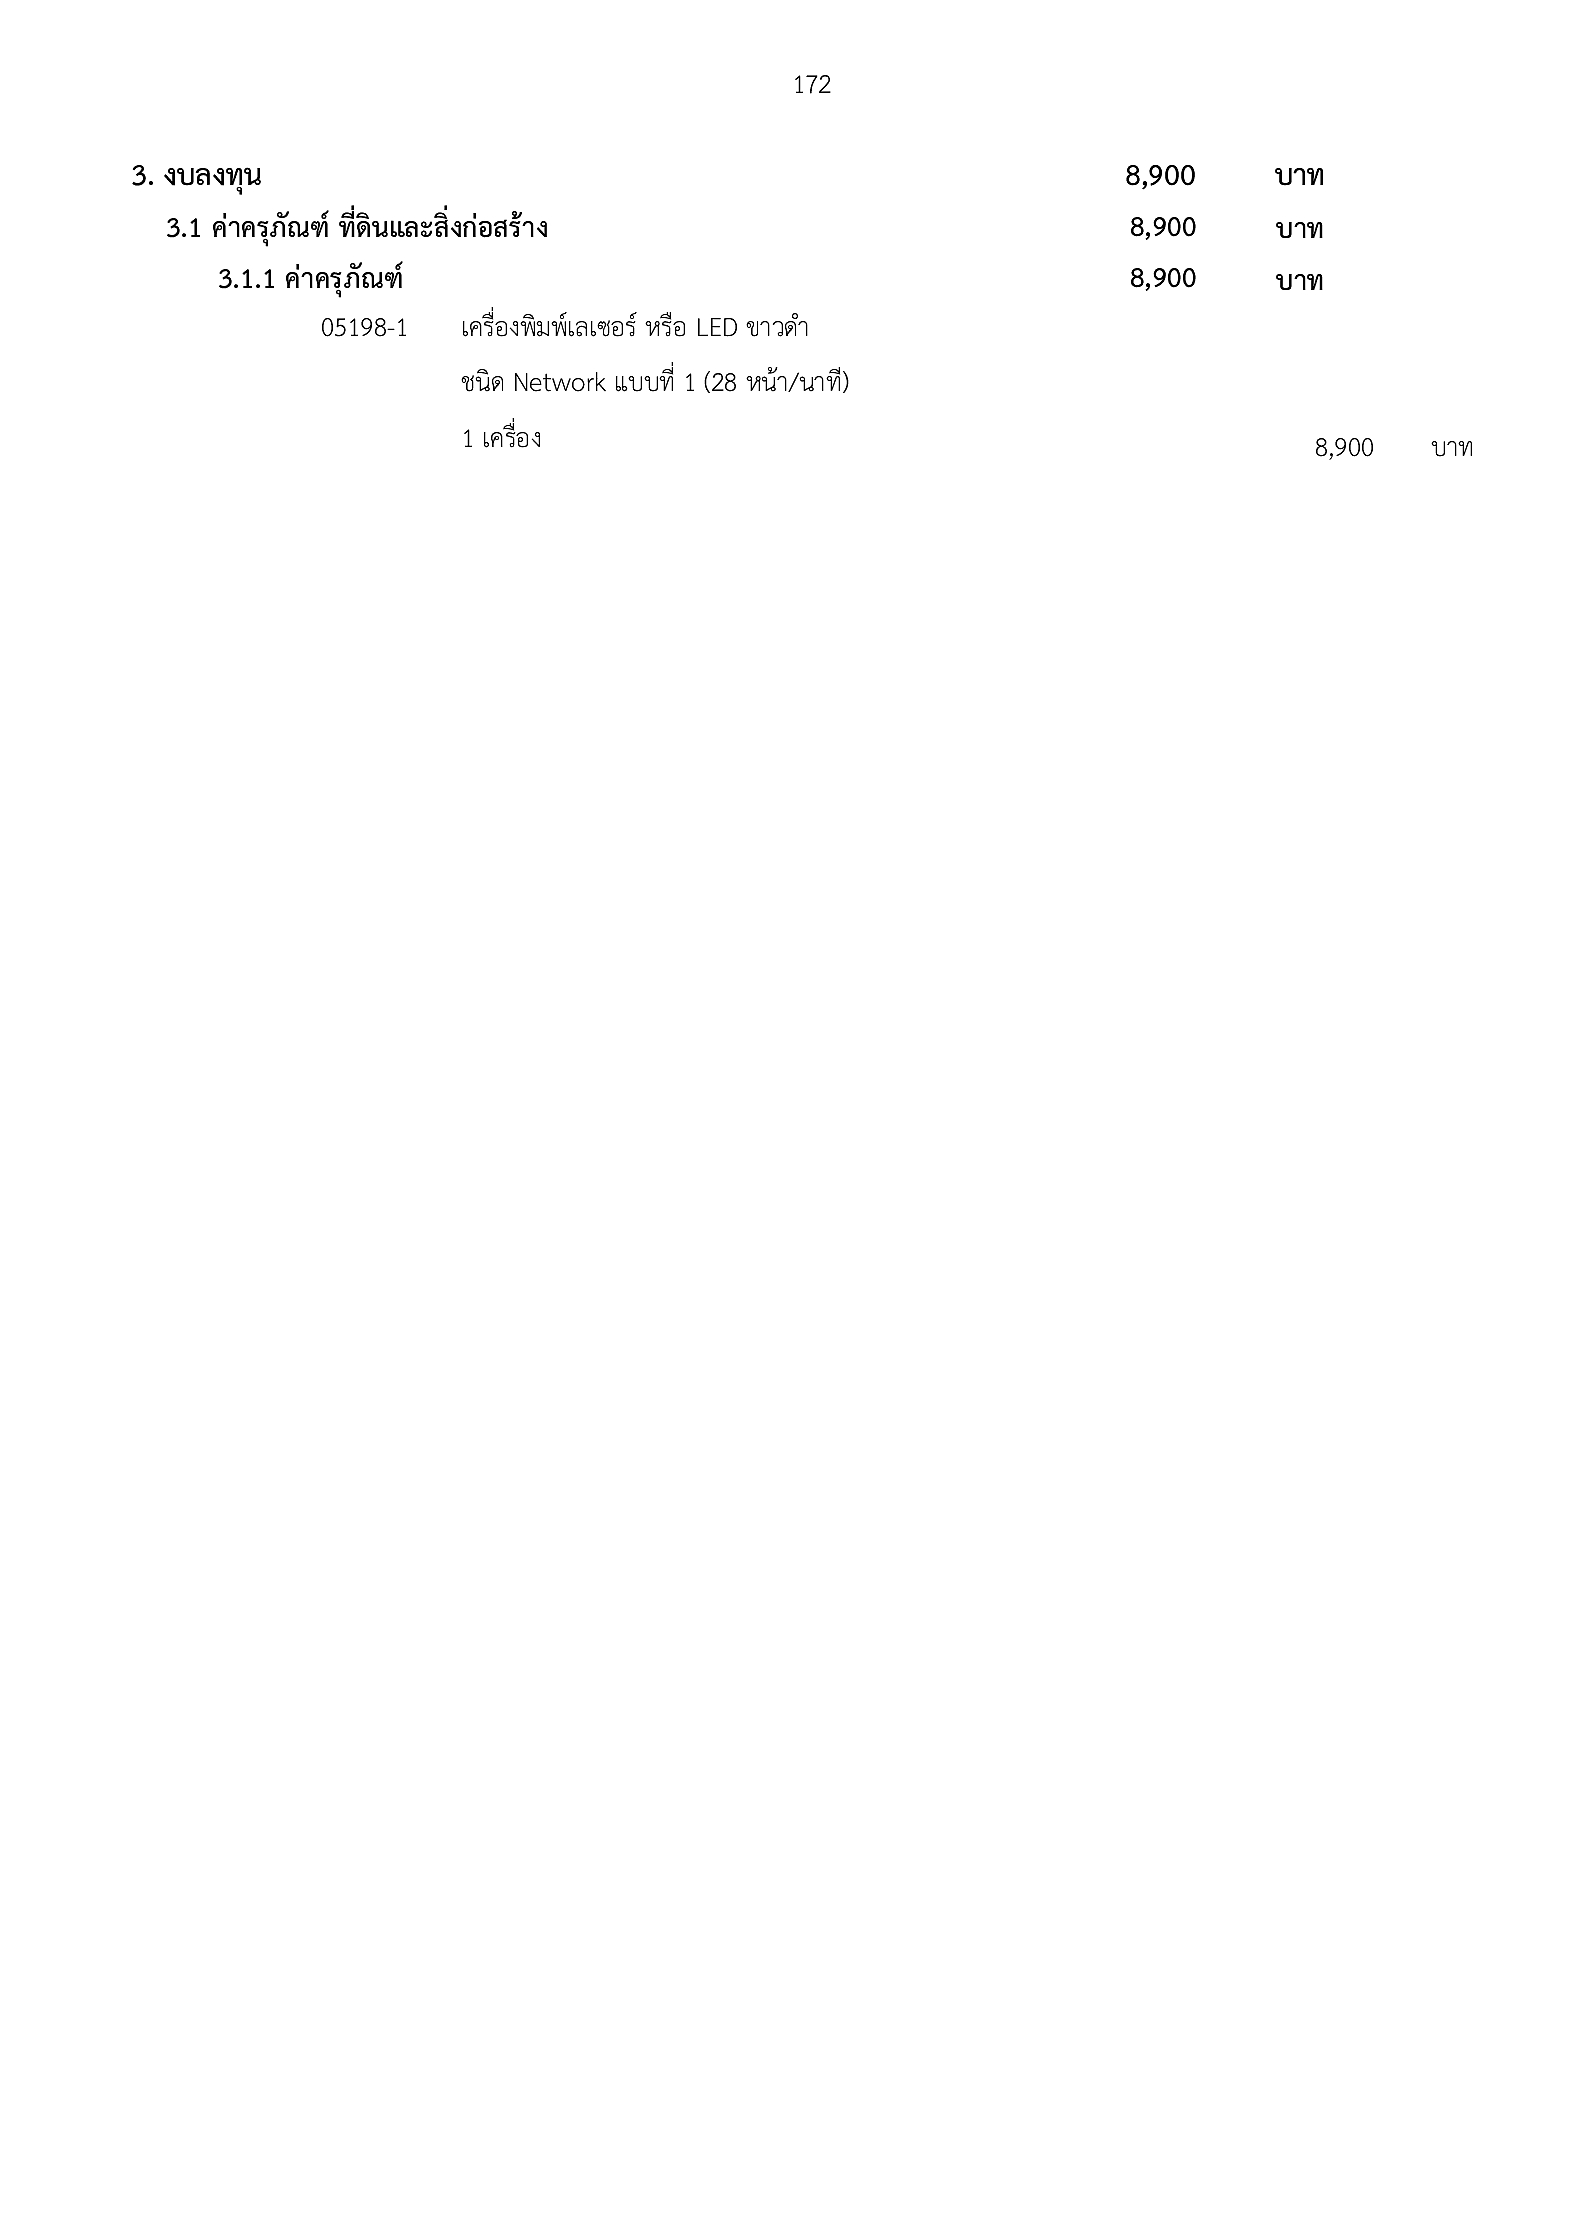 172
3. งบลงทุน 8,900 บาท
3.1 ค่าครุภัณฑ์ ที่ดินและสิ่งก่อสร้าง 8,900 บาท
3.1.1 ค่าครุภัณฑ์ 8,900 บาท
05198-1 เครื่องพิมพ์เลเซอร์ หรือ LED ขาวดำ
ชนิด Network แบบที่ 1 (28 หน้า/นาที)
1 เครื่อง 8,900 บาท